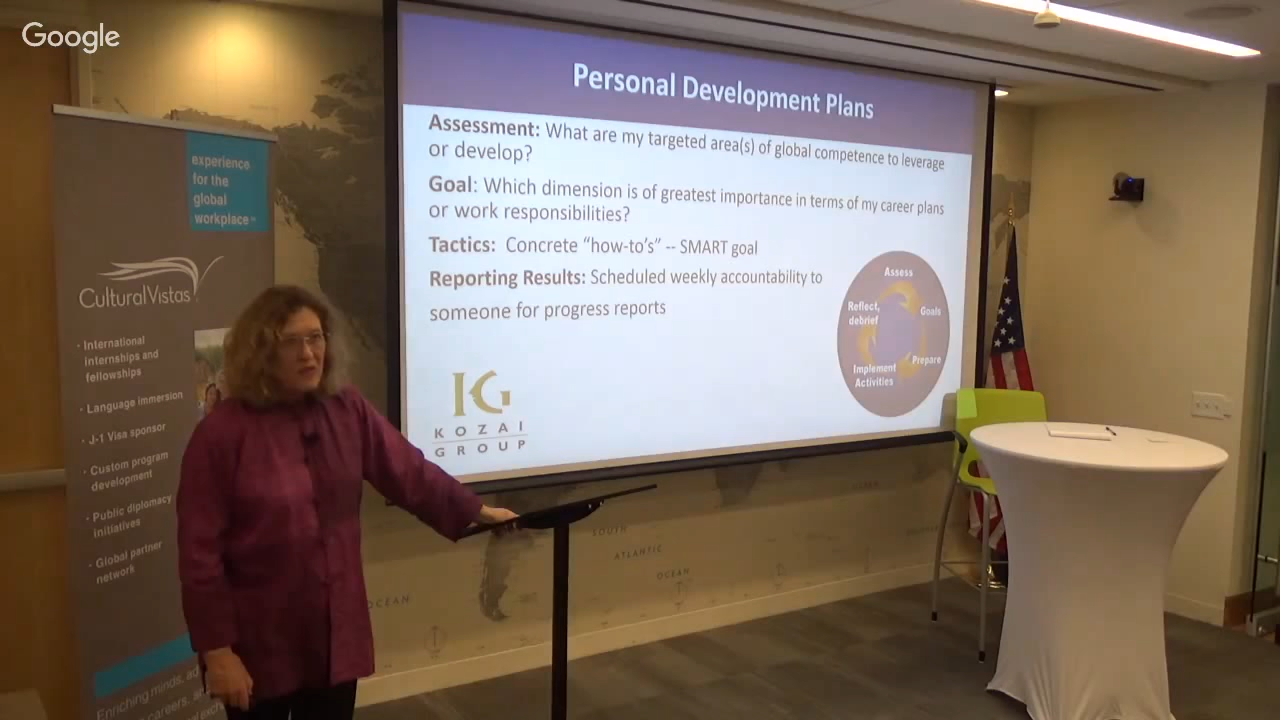 Google
experience
for the
global
workplace
CulturalVistas
· International
internships and
fellowships
· Language immersion
· J-1 Visa sponsor
· Custom program
development
· Public diplomacy
initiatives
· Global partner
network
Enriching minds,
careers,
Personal Development Plans
Assessment: What are my targeted area(s) of global competence to leverage
or develop?
Goal: Which dimension is of greatest importance in terms of my career plans
or work responsibilities?
Tactics: Concrete “how-to’s” -- SMART goal
Reporting Results: Scheduled weekly accountability to
someone for progress reports
Assess
Goals
Prepare
Implement
Activities
Reflect,
debrief
KG
KOZAI
GROUP
SOUTH
ATLANTIC
OCEAN
OCEAN